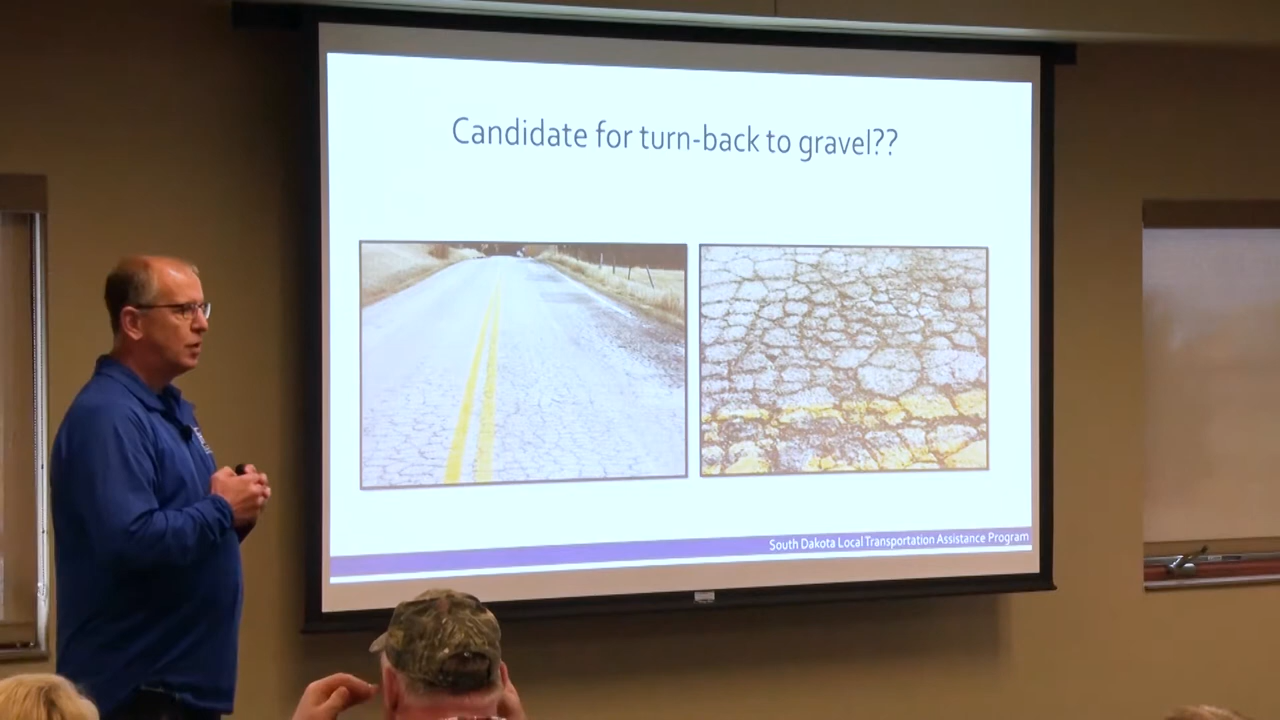 Candidate for turn-back to gravel??
South Dakota Local Transportation Assistance Program